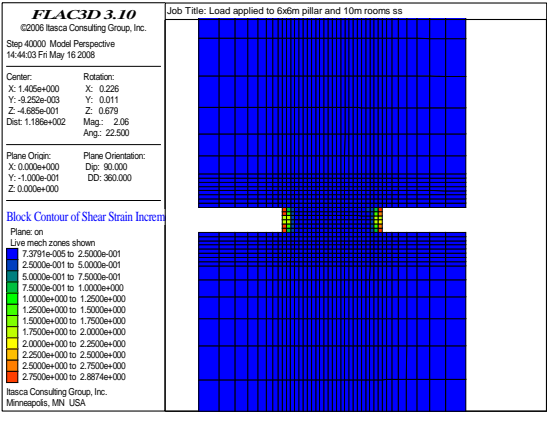 FLAC3D 3.10
©2006 Itasca Consulting Group, Inc.
Step 40000 Model Perspective
14:44:03 Fri May 16 2008
Center: Rotation:
X: 1.405e+000 X: 0.226
Y: -9.252e-003 Y: 0.011
Z: -4.685e-001 Z: 0.679
Dist: 1.186e+002 Mag.: 2.06
Ang.: 22.500
Plane Origin: Plane Orientation:
X: 0.000e+000 Dip: 90.000
Y: -1.000e-001 DD: 360.000
Z: 0.000e+000
Block Contour of Shear Strain Increm
Plane: on
Live mech zones shown
7.3791e-005 to 2.5000e-001
2.5000e-001 to 5.0000e-001
5.0000e-001 to 7.5000e-001
7.5000e-001 to 1.0000e+000
1.0000e+000 to 1.2500e+000
1.2500e+000 to 1.5000e+000
1.5000e+000 to 1.7500e+000
1.7500e+000 to 2.0000e+000
2.0000e+000 to 2.2500e+000
2.2500e+000 to 2.5000e+000
2.5000e+000 to 2.7500e+000
2.7500e+000 to 2.8874e+000
Itasca Consulting Group, Inc.
Minneapolis, MN USA
Job Title: Load applied to 6x6m pillar and 10m rooms ss